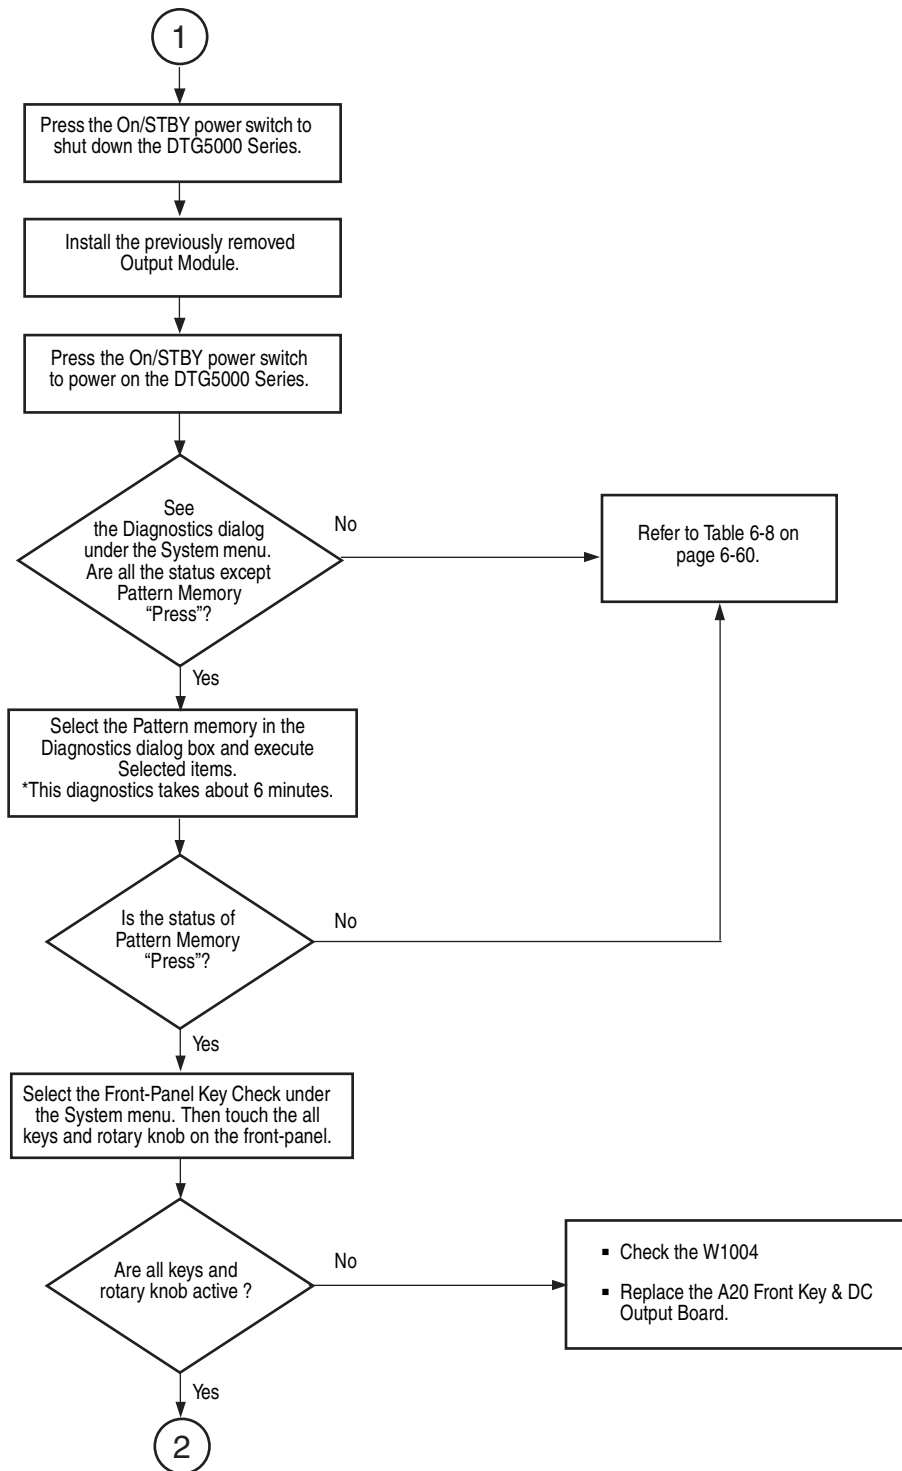 1
Press the On/STBY power switch to
shut down the DTG5000 Series.
Install the previously removed
Output Module.
Press the On/STBY power switch
to power on the DTG5000 Series.
See
the Diagnostics dialog
under the System menu.
Are all the status except
Pattern Memory
“Press”?
No
Refer to Table 6-8 on
page 6-60.
Yes
Select the Pattern memory in the
Diagnostics dialog box and execute
Selected items.
*This diagnostics takes about 6 minutes.
Is the status of
Pattern Memory
“Press”?
No
Yes
Select the Front-Panel Key Check under
the System menu. Then touch the all
keys and rotary knob on the front-panel.
Are all keys and
rotary knob active ?
No
▪ Check the W1004
▪ Replace the A20 Front Key & DC
Output Board.
Yes
2